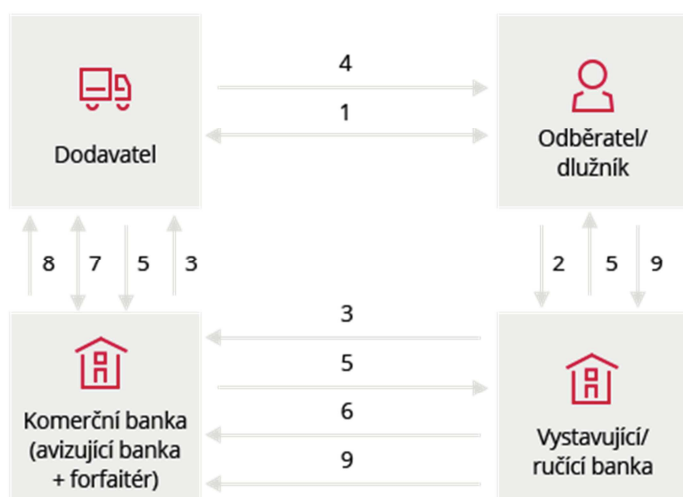 4
1
Dodavatel
Odběratel/
dlužník
8 7 5 3
2 5 9
3
5
6
9
Komerční banka
(avizující banka
+ forfaitér)
Vystavující/
ručící banka